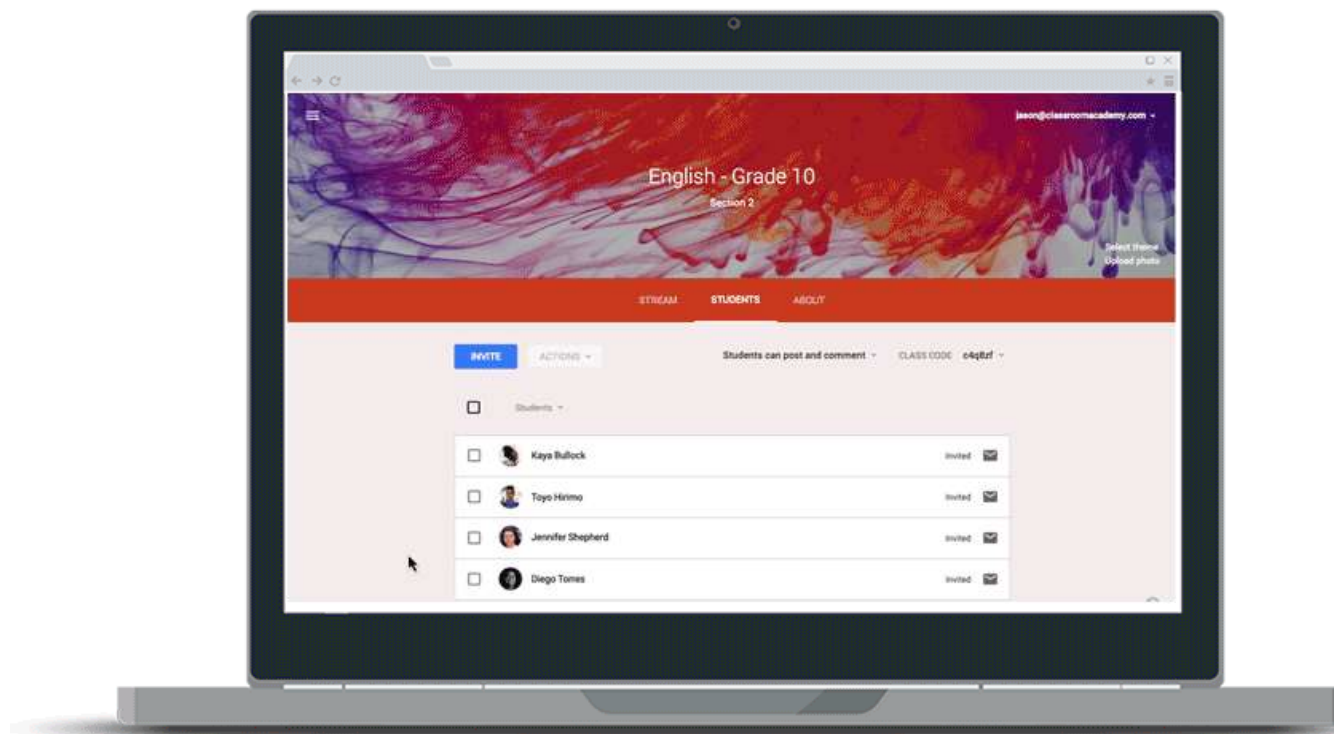 jason@classroomacademy.com
English - Grade 10
Section 2
Select theme
Upload photo
STREAM STUDENTS ABOUT
INVITE ACTIONS Students can post and comment CLASS CODE c4q8zf
Students
Kaya Bullock Invited
Toyo Hirimo Invited
Jennifer Shepherd Invited
Diego Torres Invited